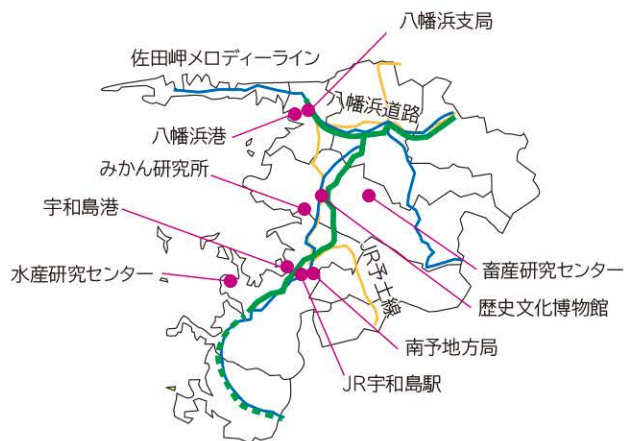 八幡浜支局
佐田岬メロディーライン
八幡浜道路
八幡浜港
みかん研究所
宇和島港
水産研究センター
JR予土線
畜産研究センター
歴史文化博物館
南予地方局
JR宇和島駅